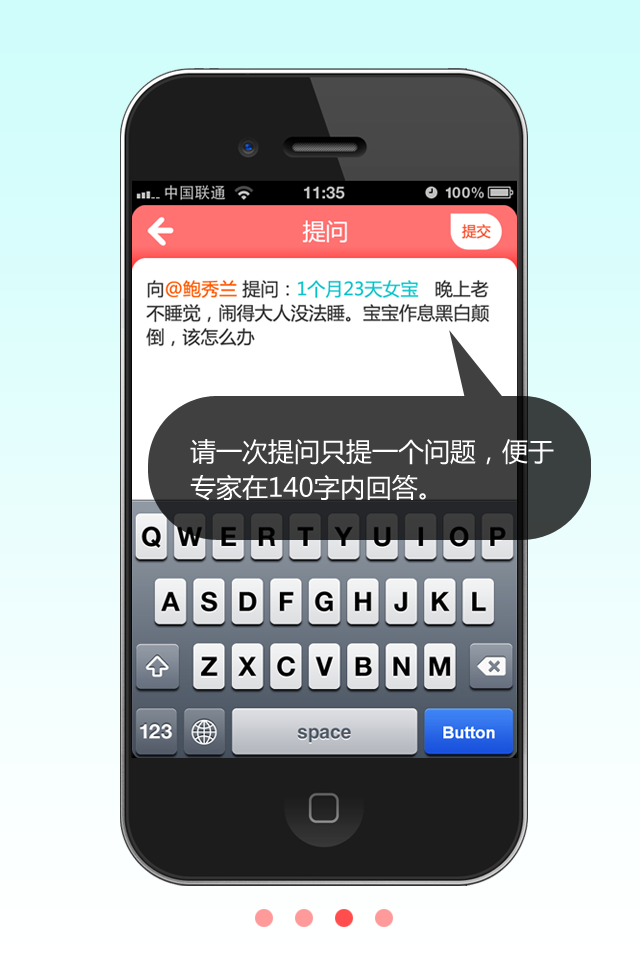 中国联通 11:35 100%
提问 提交
向@鲍秀兰 提问：1个月23天女宝 晚上老
不睡觉，闹得大人没法睡。宝宝作息黑白颠
倒，该怎么办
请一次提问只提一个问题，便于
专家在140字内回答。
Q W E R T Y U I O P
A S D F G H J K L
Z X C V B N M
123 space Button